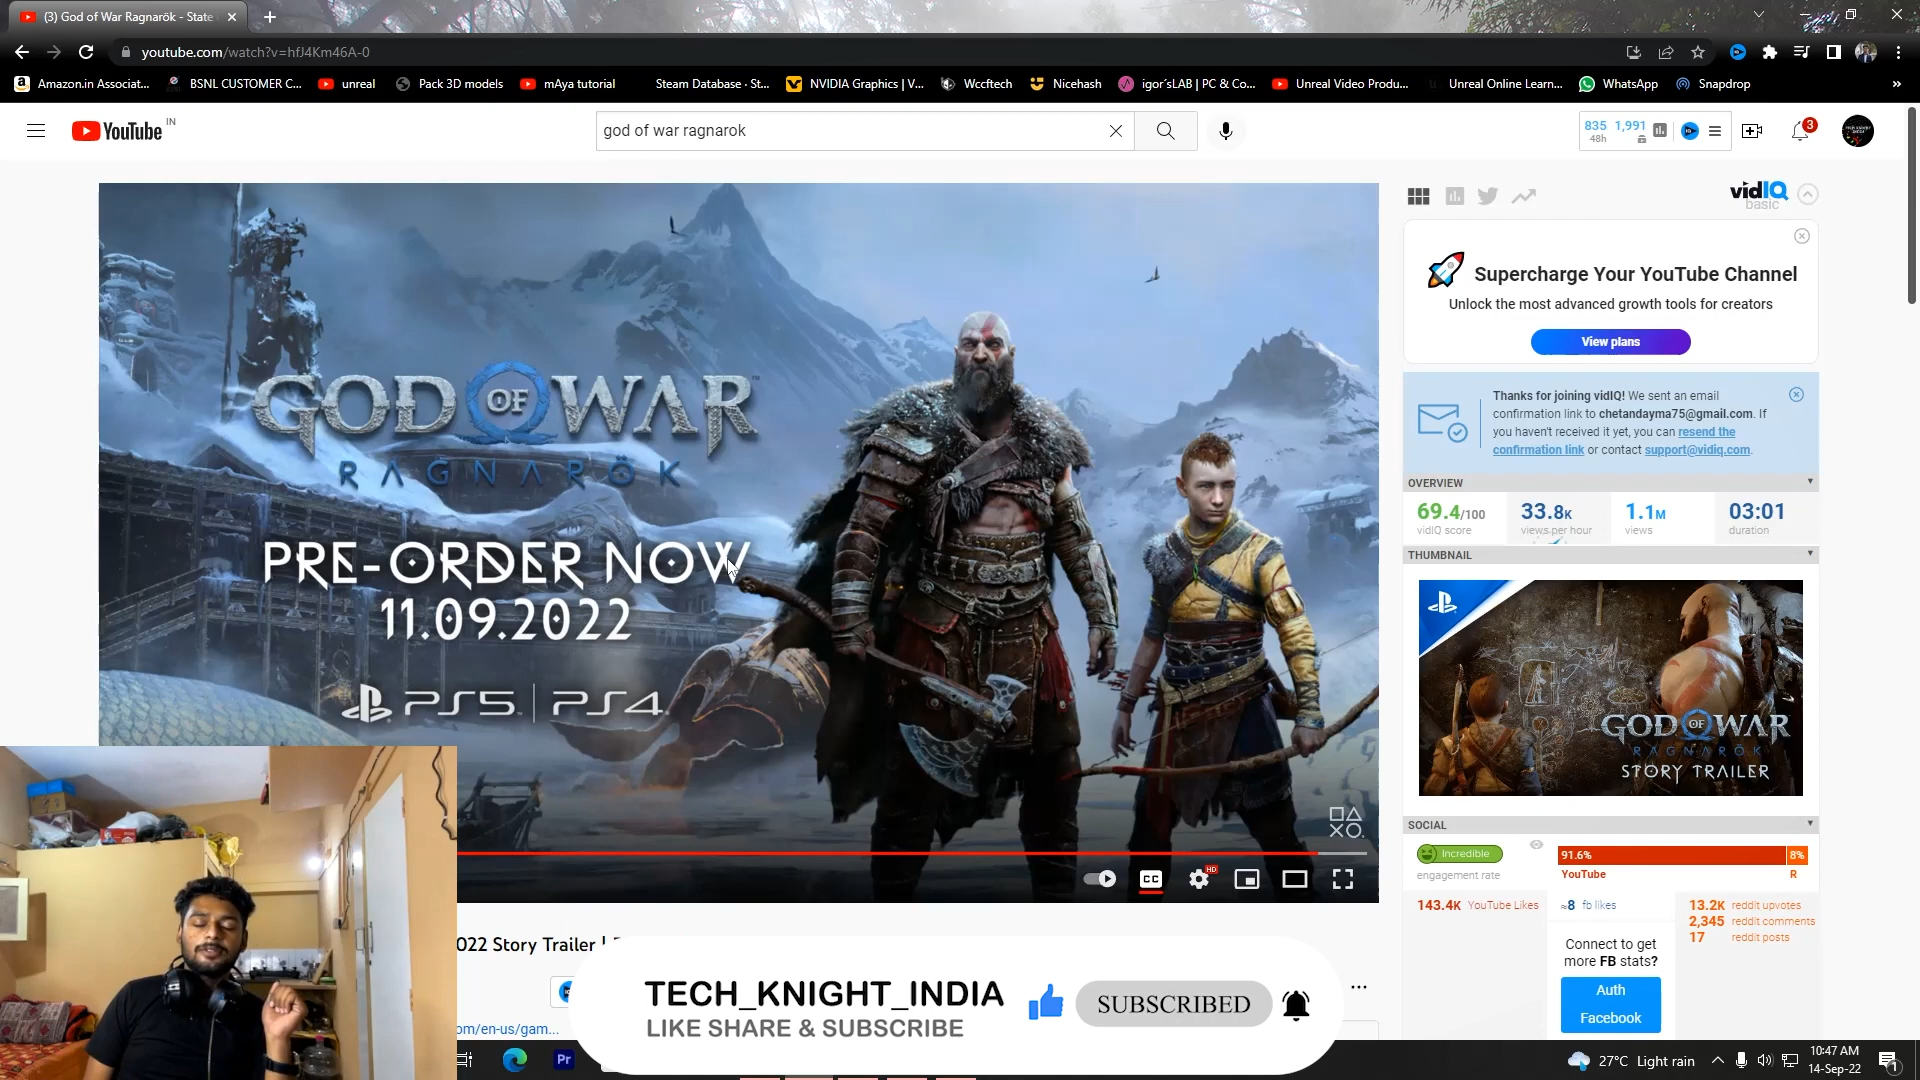 (3) God of War Ragnarök - State
youtube.com/watch?v=hfJ4Km46A-0
Amazon.in Associat...
BSNL CUSTOMER C...
unreal
Pack 3D models
mAya tutorial
Steam Database · St...
NVIDIA Graphics | V...
Wccftech
Nicehash
igor´sLAB | PC & Co...
Unreal Video Produ...
Unreal Online Learn...
WhatsApp
Snapdrop
»
YouTube IN
god of war ragnarok
835 1,991
48h
3
vidIQ
basic
Supercharge Your YouTube Channel
Unlock the most advanced growth tools for creators
View plans
Thanks for joining vidIQ! We sent an email
confirmation link to chetandayma75@gmail.com. If
you haven't received it yet, you can resend the
confirmation link or contact support@vidiq.com.
GOD OF WAR
RAGNARÖK
PRE-ORDER NOW
11.09.2022
PS5 | PS4
OVERVIEW
69.4/100 33.8K 1.1M 03:01
vidIQ score views per hour views duration
THUMBNAIL
GOD OF WAR
RAGNARÖK
STORY TRAILER
SOCIAL
Incredible
engagement rate
91.6% 8%
YouTube R
143.4K YouTube Likes
≈8 fb likes
13.2K reddit upvotes
2,345 reddit comments
17 reddit posts
Connect to get
more FB stats?
Auth
Facebook
CC
HD
022 Story Trailer |
om/en-us/gam...
TECH_KNIGHT_INDIA
LIKE SHARE & SUBSCRIBE
SUBSCRIBED
Pr
27°C Light rain
10:47 AM
14-Sep-22
1